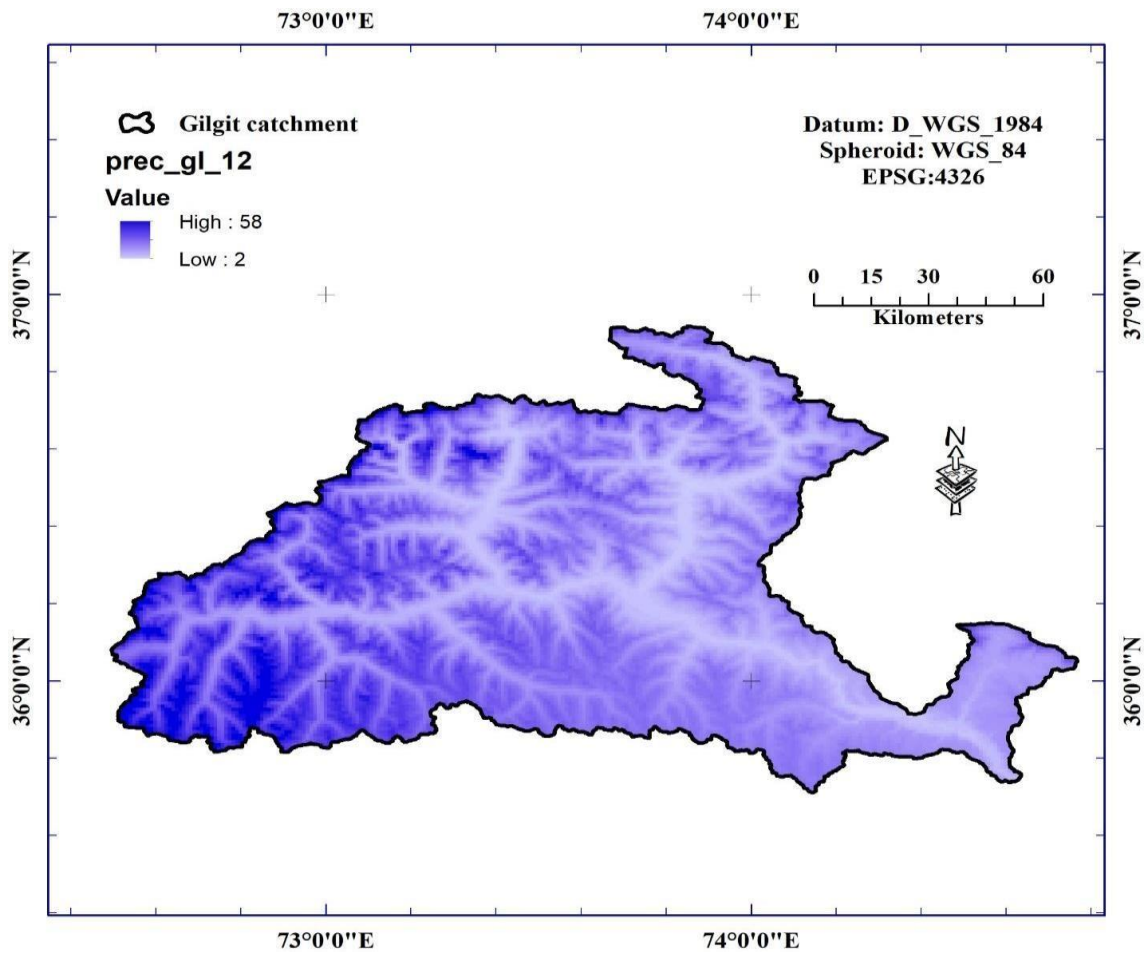 73°0'0"E
74°0'0"E
Gilgit catchment
prec_gl_12
Value
High : 58
Low : 2
Datum: D_WGS_1984
Spheroid: WGS_84
EPSG:4326
0 15 30 60
Kilometers
37°0'0"N
37°0'0"N
N
36°0'0"N
36°0'0"N
73°0'0"E
74°0'0"E